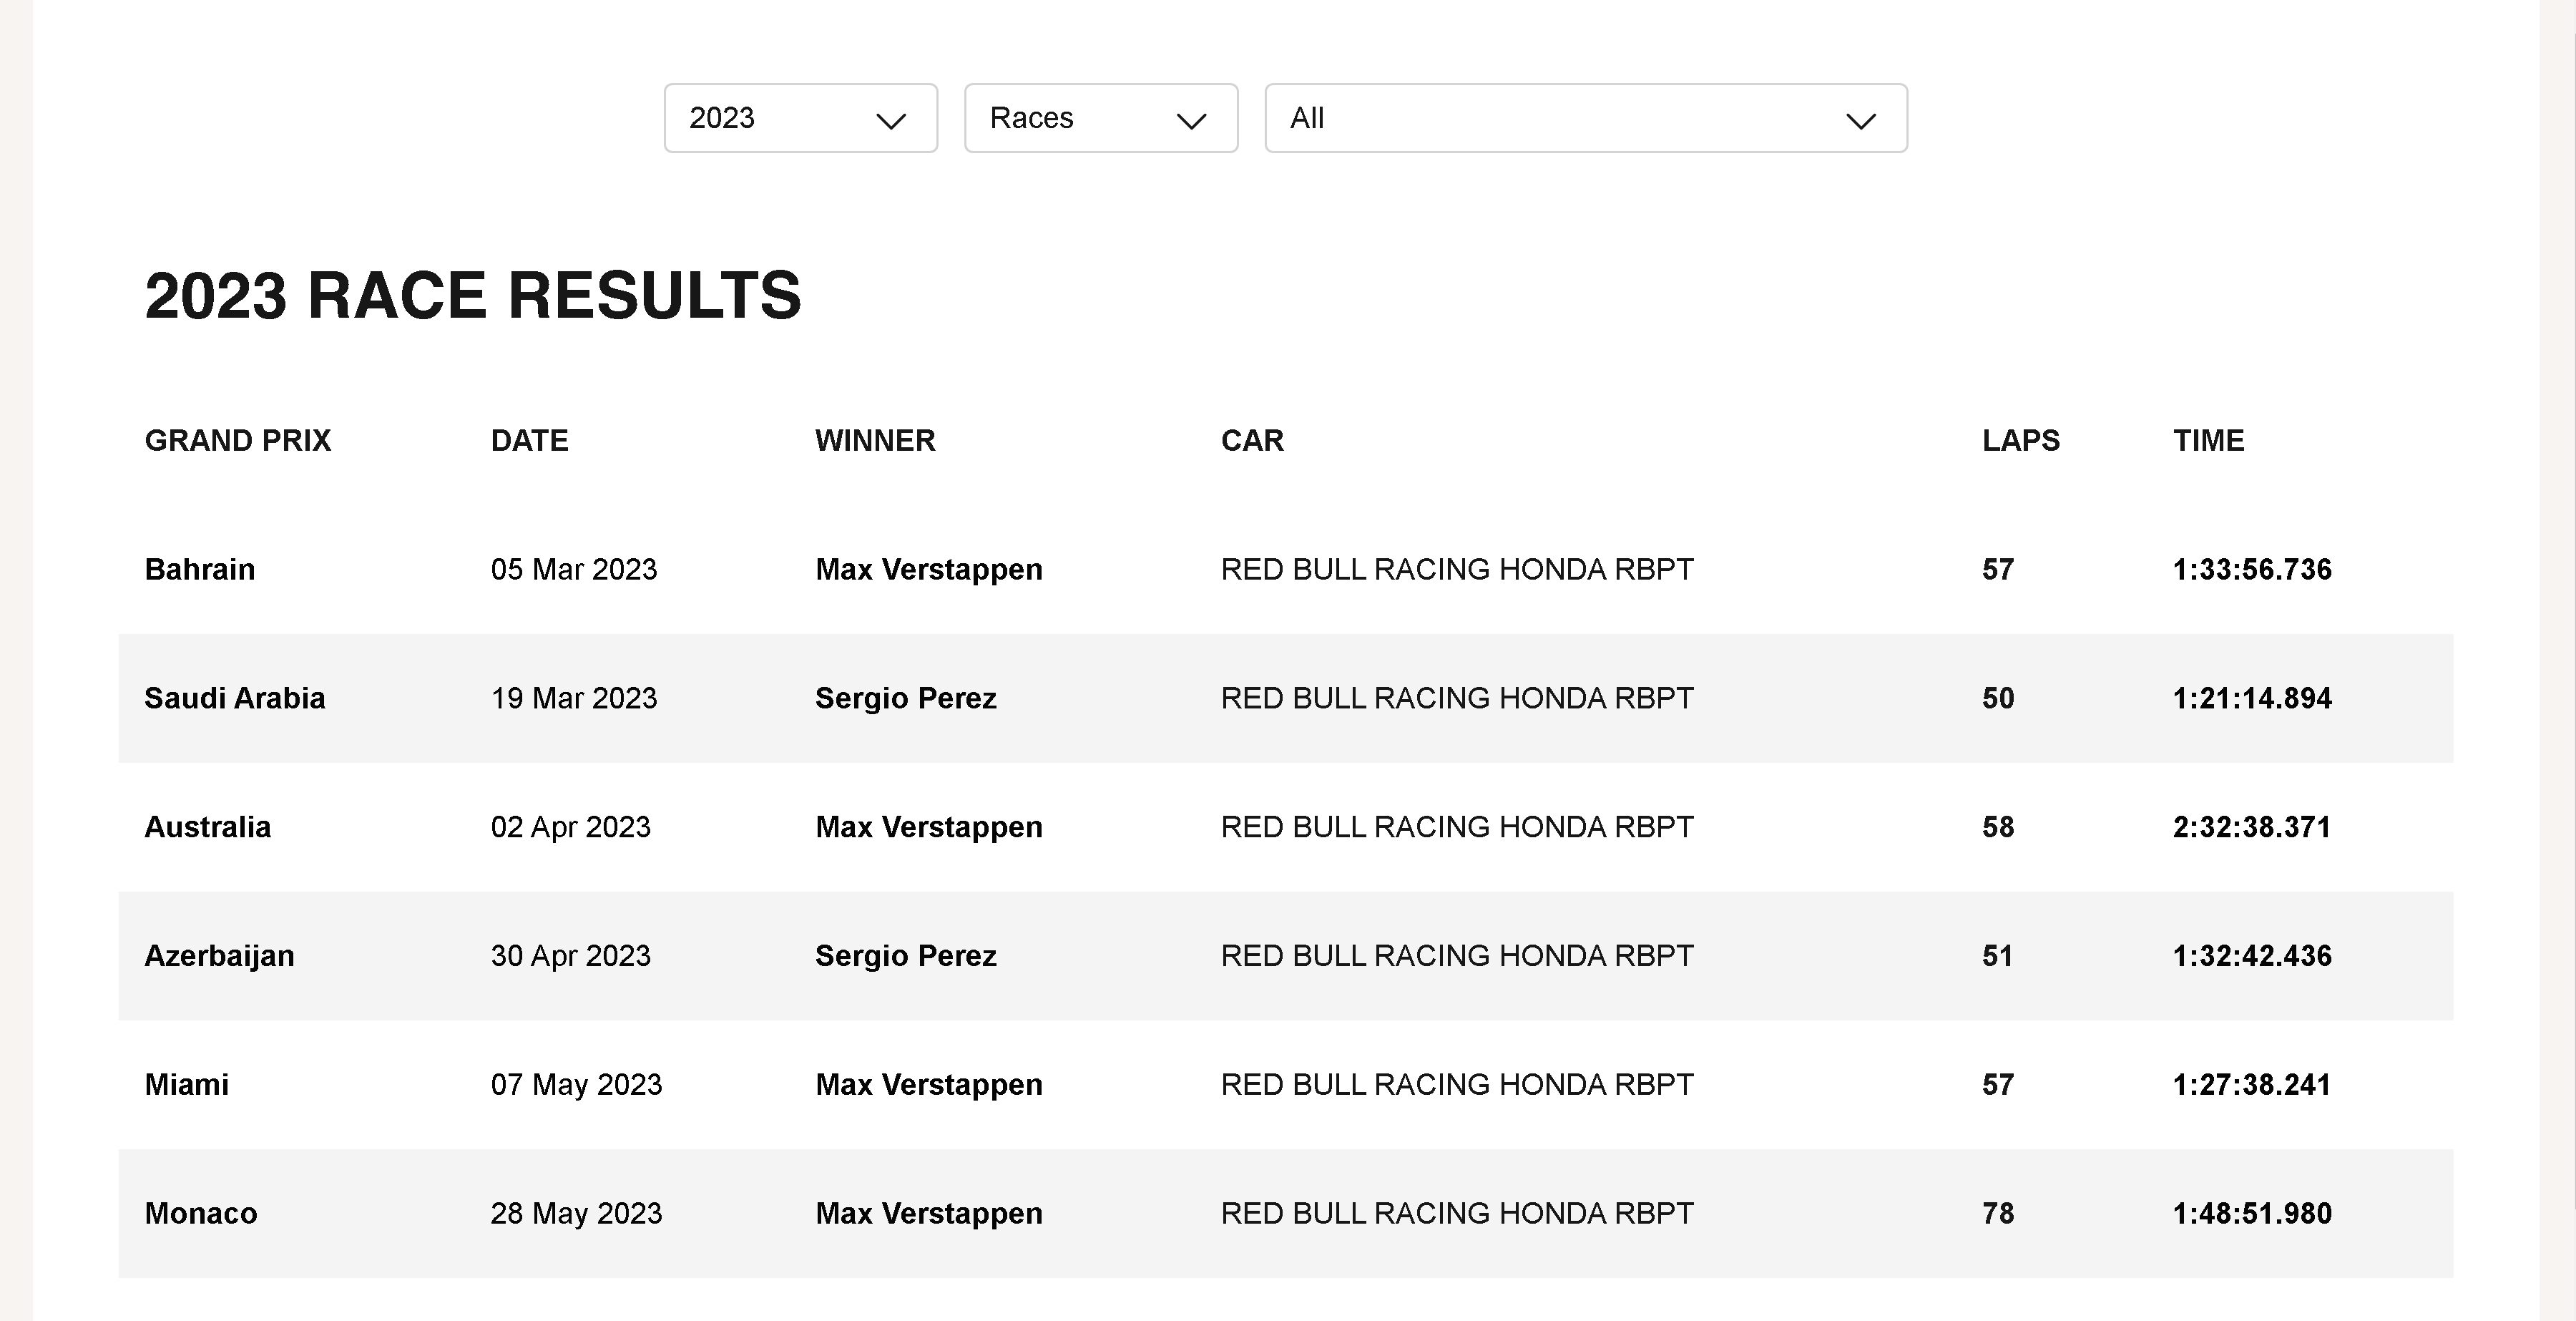 2023 Races All
2023 RACE RESULTS
GRAND PRIX DATE WINNER CAR LAPS TIME
Bahrain 05 Mar 2023 Max Verstappen RED BULL RACING HONDA RBPT 57 1:33:56.736
Saudi Arabia 19 Mar 2023 Sergio Perez RED BULL RACING HONDA RBPT 50 1:21:14.894
Australia 02 Apr 2023 Max Verstappen RED BULL RACING HONDA RBPT 58 2:32:38.371
Azerbaijan 30 Apr 2023 Sergio Perez RED BULL RACING HONDA RBPT 51 1:32:42.436
Miami 07 May 2023 Max Verstappen RED BULL RACING HONDA RBPT 57 1:27:38.241
Monaco 28 May 2023 Max Verstappen RED BULL RACING HONDA RBPT 78 1:48:51.980